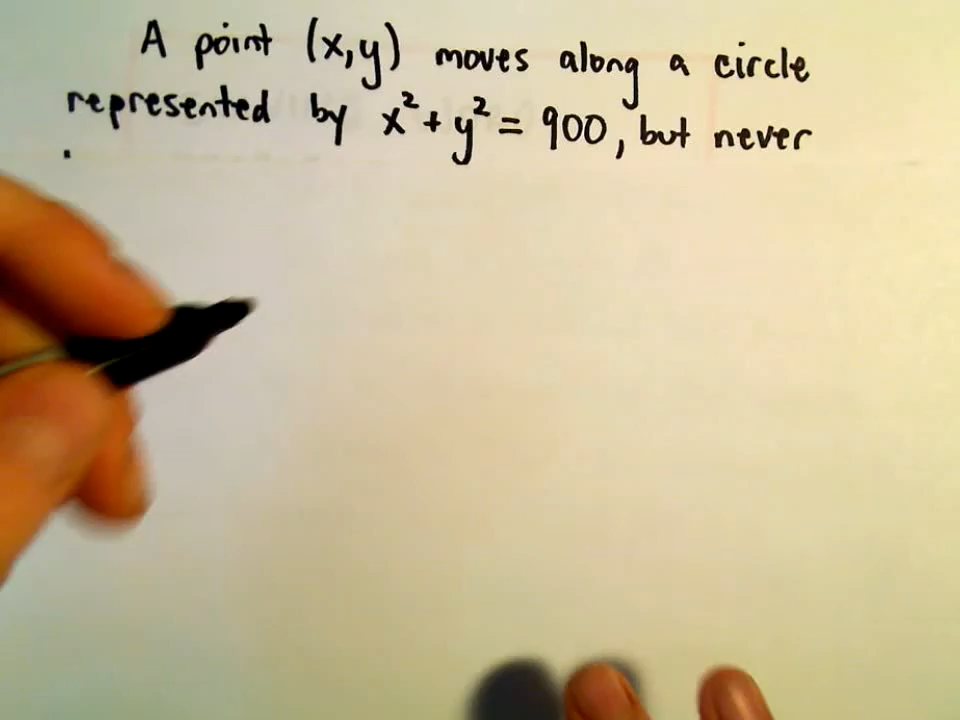 A point (x,y) moves along a circle
represented by x² + y² = 900, but never